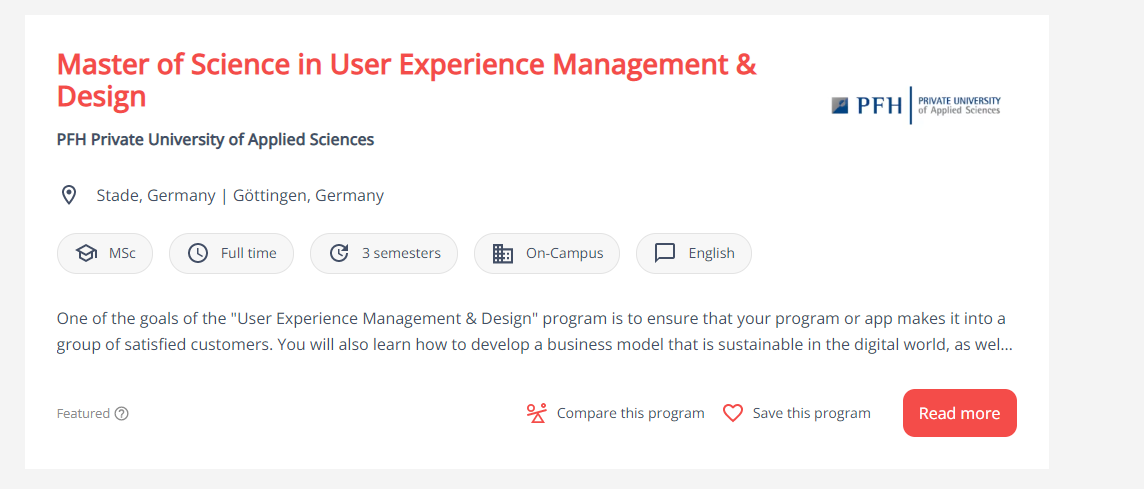 Master of Science in User Experience Management &
Design
PFH PRIVATE UNIVERSITY
of Applied Sciences
PFH Private University of Applied Sciences
Stade, Germany | Göttingen, Germany
MSc Full time 3 semesters On-Campus English
One of the goals of the "User Experience Management & Design" program is to ensure that your program or app makes it into a
group of satisfied customers. You will also learn how to develop a business model that is sustainable in the digital world, as wel...
Featured ? Compare this program Save this program Read more